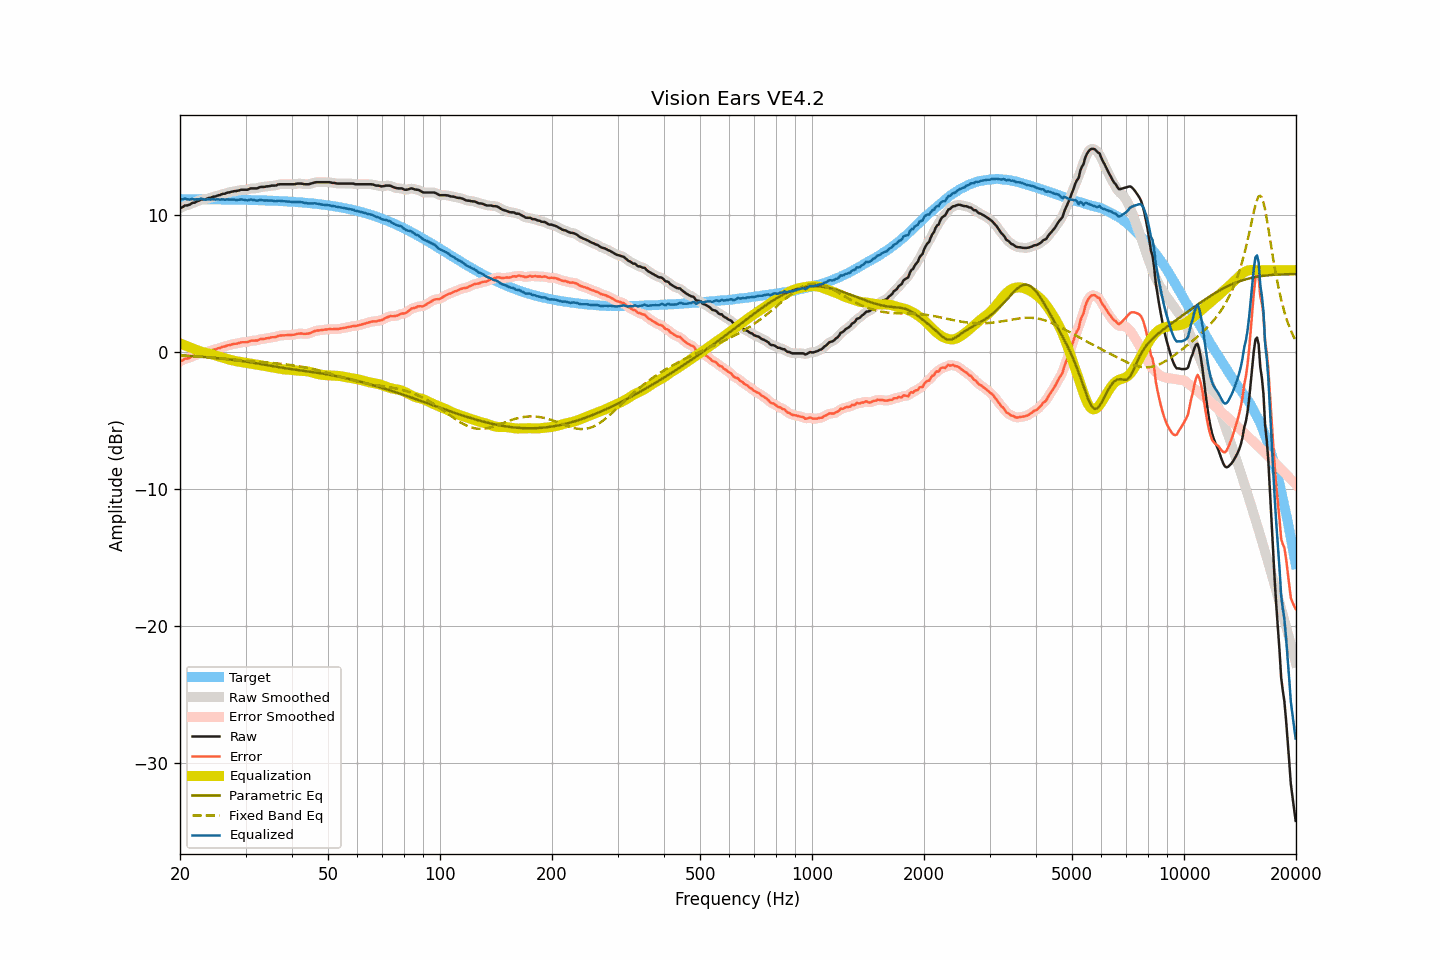 Vision Ears VE4.2
Amplitude (dBr)
10
0
−10
−20
−30
Target
Raw Smoothed
Error Smoothed
Raw
Error
Equalization
Parametric Eq
Fixed Band Eq
Equalized
20 50 100 200 500 1000 2000 5000 10000 20000
Frequency (Hz)